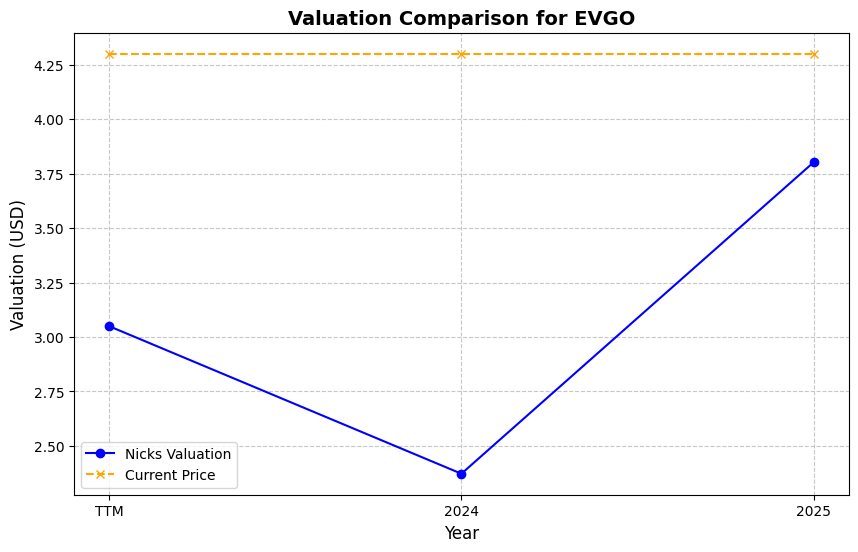 Valuation Comparison for EVGO
Valuation (USD)
4.25
4.00
3.75
3.50
3.25
3.00
2.75
2.50
Nicks Valuation
Current Price
TTM 2024 2025
Year